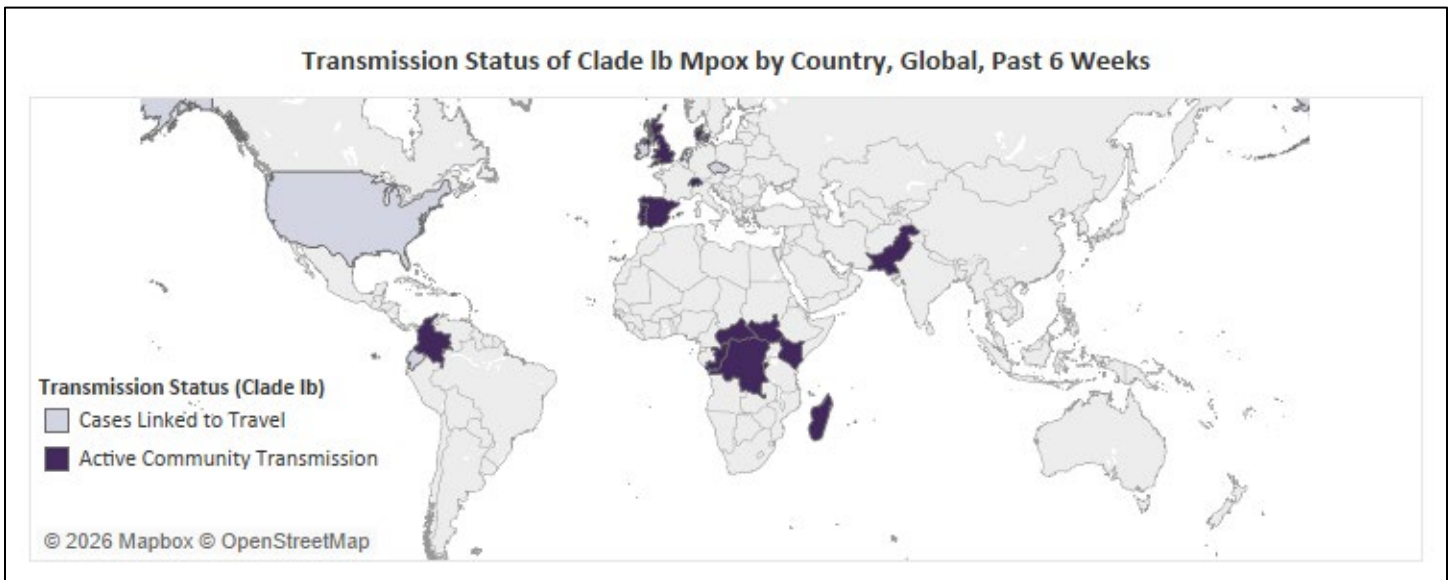 Transmission Status of Clade lb Mpox by Country, Global, Past 6 Weeks
Transmission Status (Clade lb)
Cases Linked to Travel
Active Community Transmission
© 2026 Mapbox © OpenStreetMap